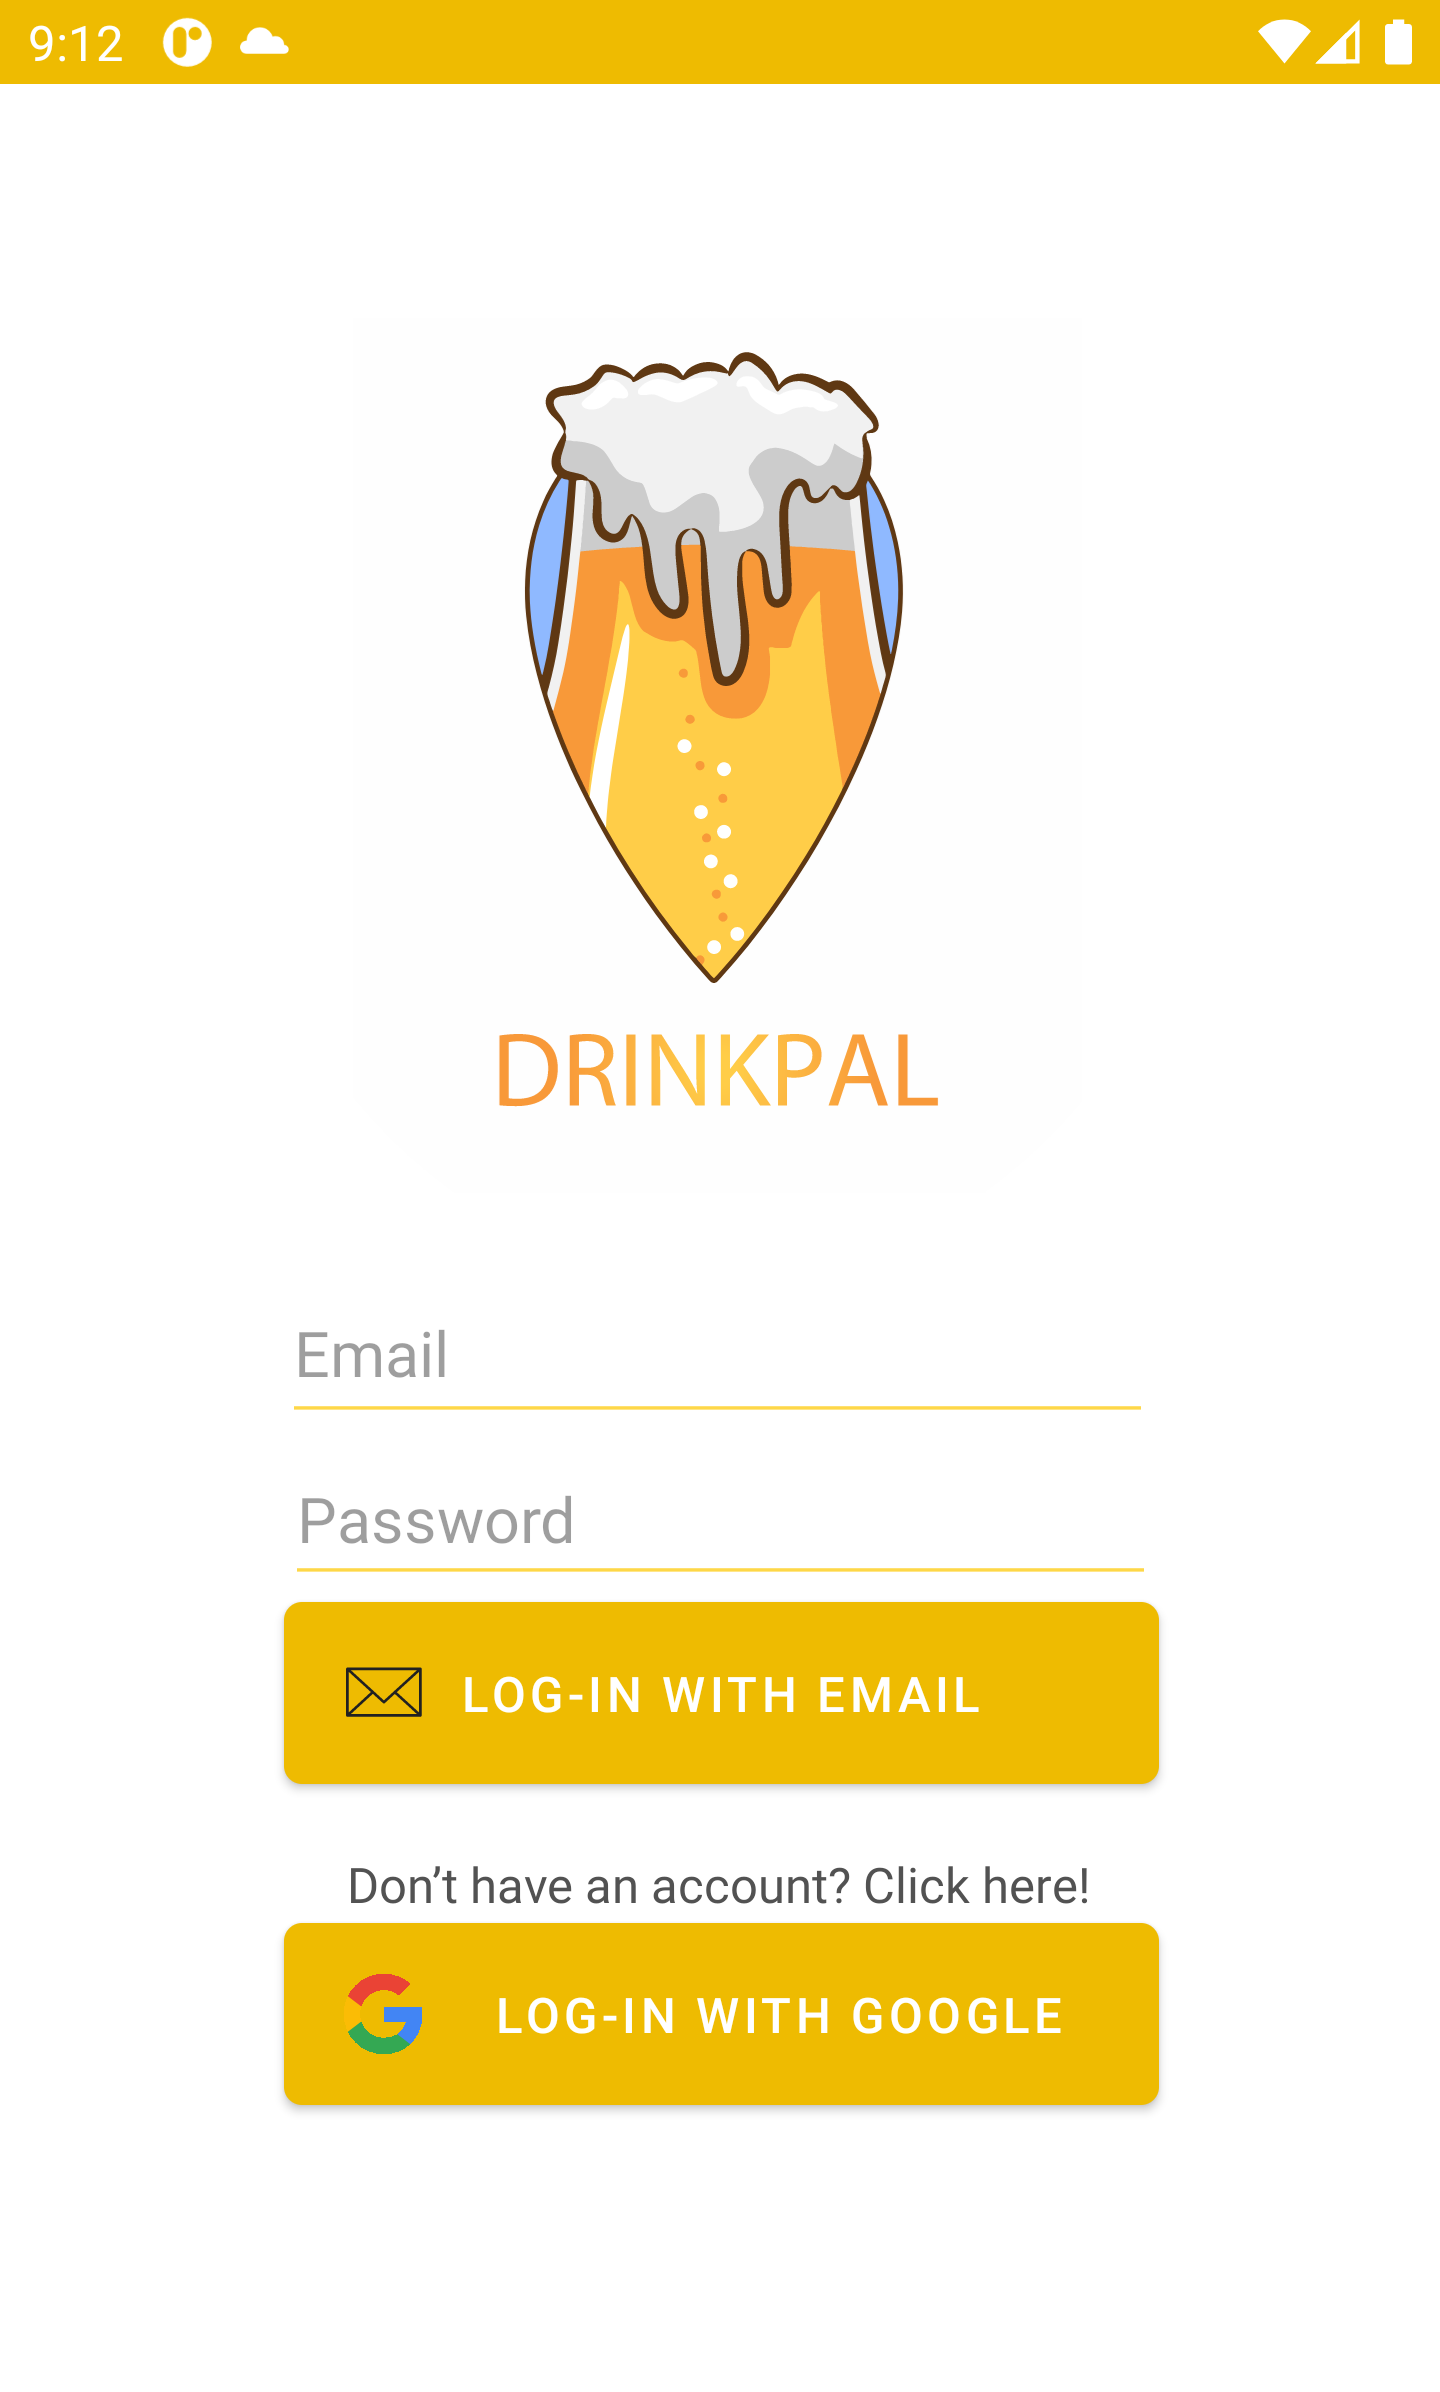 9:12
DRINKPAL
Email
Password
LOG-IN WITH EMAIL
Don’t have an account? Click here!
LOG-IN WITH GOOGLE